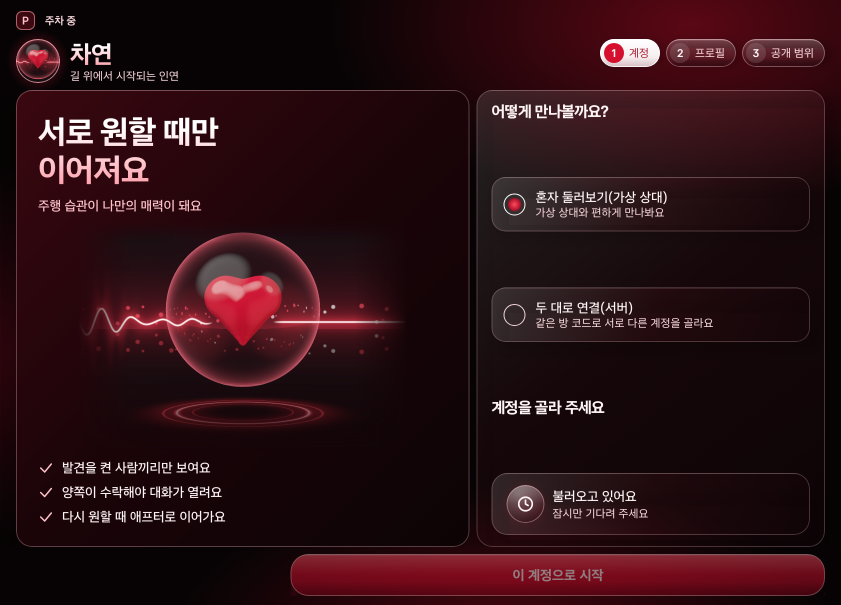 P 주차 중
차연
길 위에서 시작되는 인연
1 계정
2 프로필
3 공개 범위
서로 원할 때만
이어져요
주행 습관이 나만의 매력이 돼요
발견을 켠 사람끼리만 보여요
양쪽이 수락해야 대화가 열려요
다시 원할 때 애프터로 이어가요
어떻게 만나볼까요?
혼자 둘러보기(가상 상대)
가상 상대와 편하게 만나봐요
두 대로 연결(서버)
같은 방 코드로 서로 다른 계정을 골라요
계정을 골라 주세요
불러오고 있어요
잠시만 기다려 주세요
이 계정으로 시작